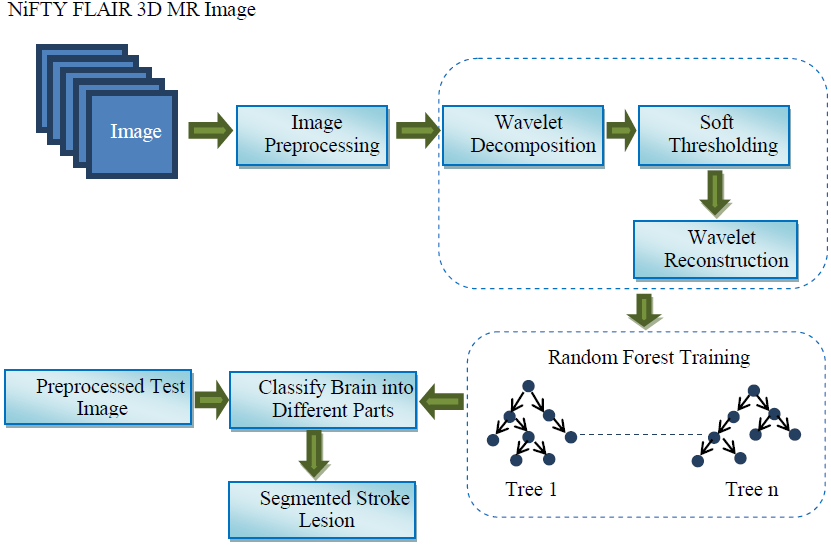 NiFTY FLAIR 3D MR Image
Image
Image
Preprocessing
Wavelet
Decomposition
Soft
Thresholding
Wavelet
Reconstruction
Random Forest Training
Tree 1
Tree n
Preprocessed Test
Image
Classify Brain into
Different Parts
Segmented Stroke
Lesion